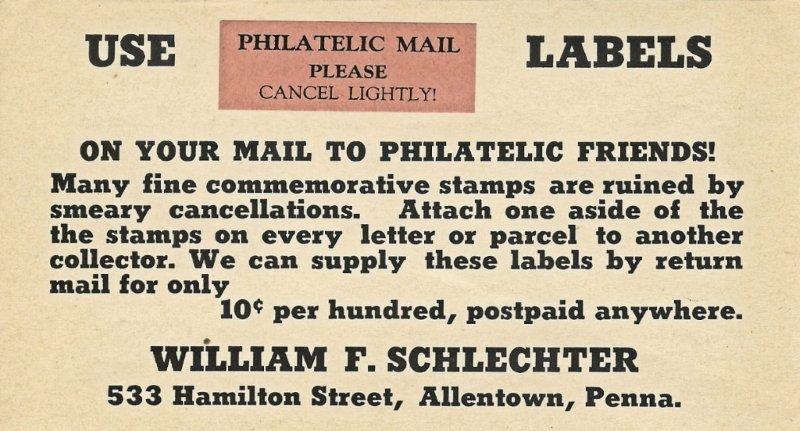 USE PHILATELIC MAIL LABELS
PLEASE
CANCEL LIGHTLY!
ON YOUR MAIL TO PHILATELIC FRIENDS!
Many fine commemorative stamps are ruined by
smeary cancellations. Attach one aside of the
the stamps on every letter or parcel to another
collector. We can supply these labels by return
mail for only
10¢ per hundred, postpaid anywhere.
WILLIAM F. SCHLECHTER
533 Hamilton Street, Allentown, Penna.